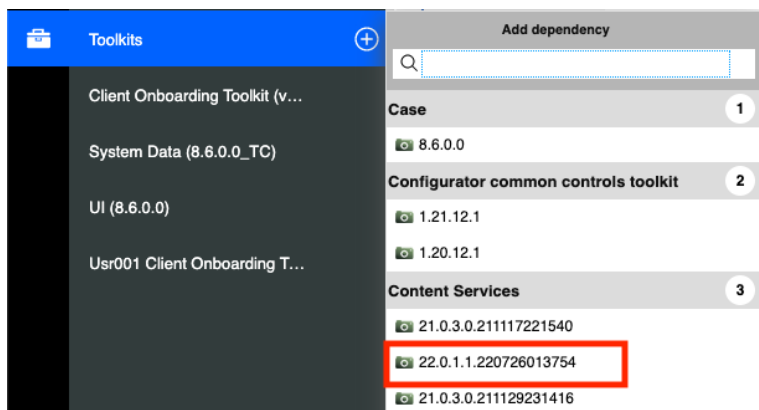 Toolkits
Client Onboarding Toolkit (v...
System Data (8.6.0.0_TC)
UI (8.6.0.0)
Usr001 Client Onboarding T...
Add dependency
Case 1
8.6.0.0
Configurator common controls toolkit 2
1.21.12.1
1.20.12.1
Content Services 3
21.0.3.0.211117221540
22.0.1.1.220726013754
21.0.3.0.211129231416